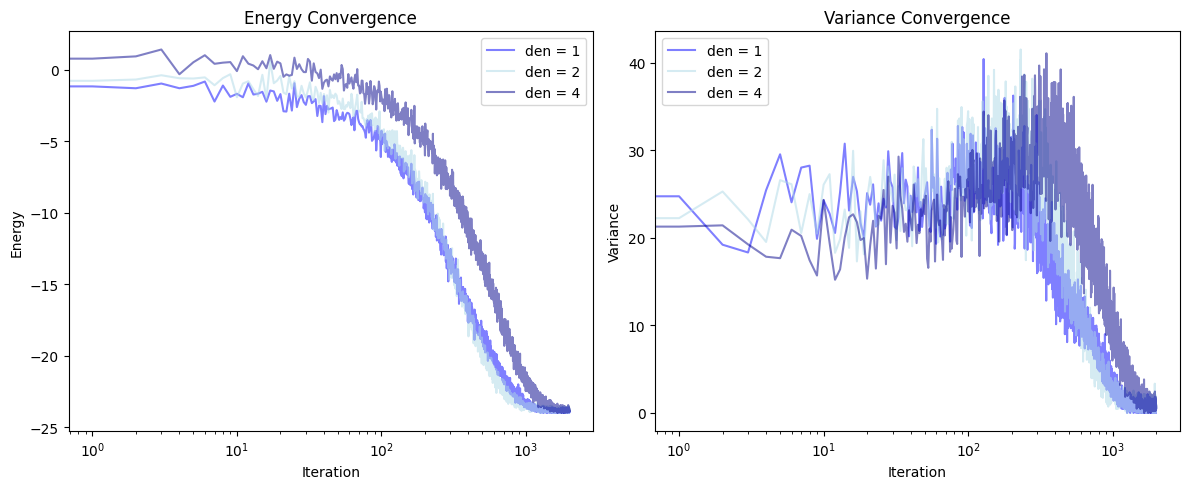 Energy Convergence
den = 1
den = 2
den = 4
0
−5
−10
−15
−20
−25
Energy
10⁰
10¹
10²
10³
Iteration
Variance Convergence
den = 1
den = 2
den = 4
40
30
20
10
0
Variance
10⁰
10¹
10²
10³
Iteration